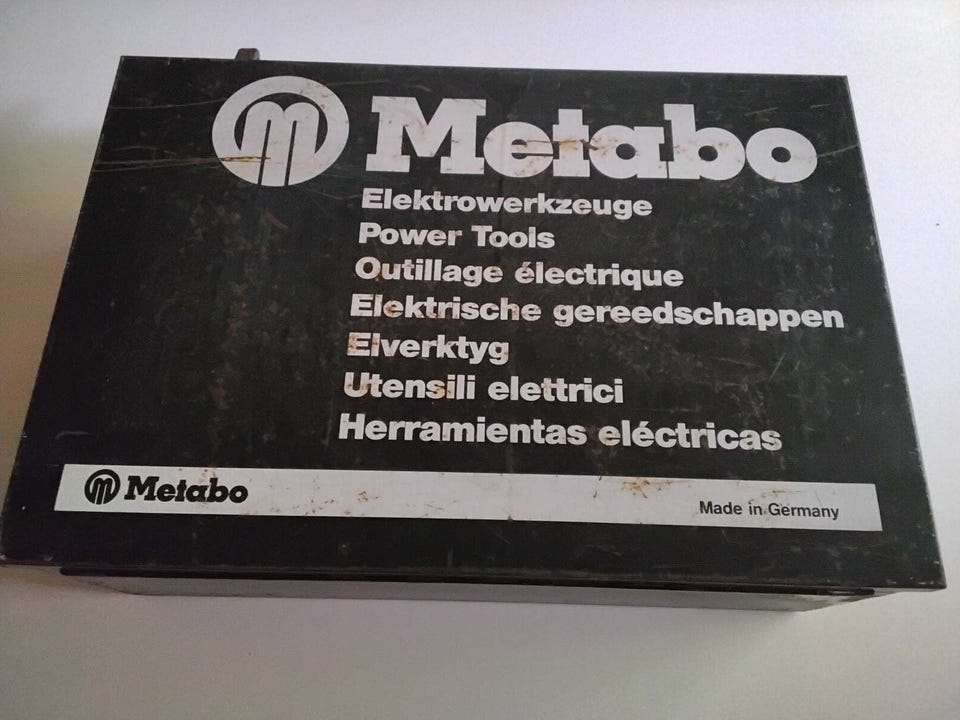 m Metabo
Elektrowerkzeuge
Power Tools
Outillage électrique
Elektrische gereedschappen
Elverktyg
Utensili elettrici
Herramientas eléctricas
m Metabo Made in Germany